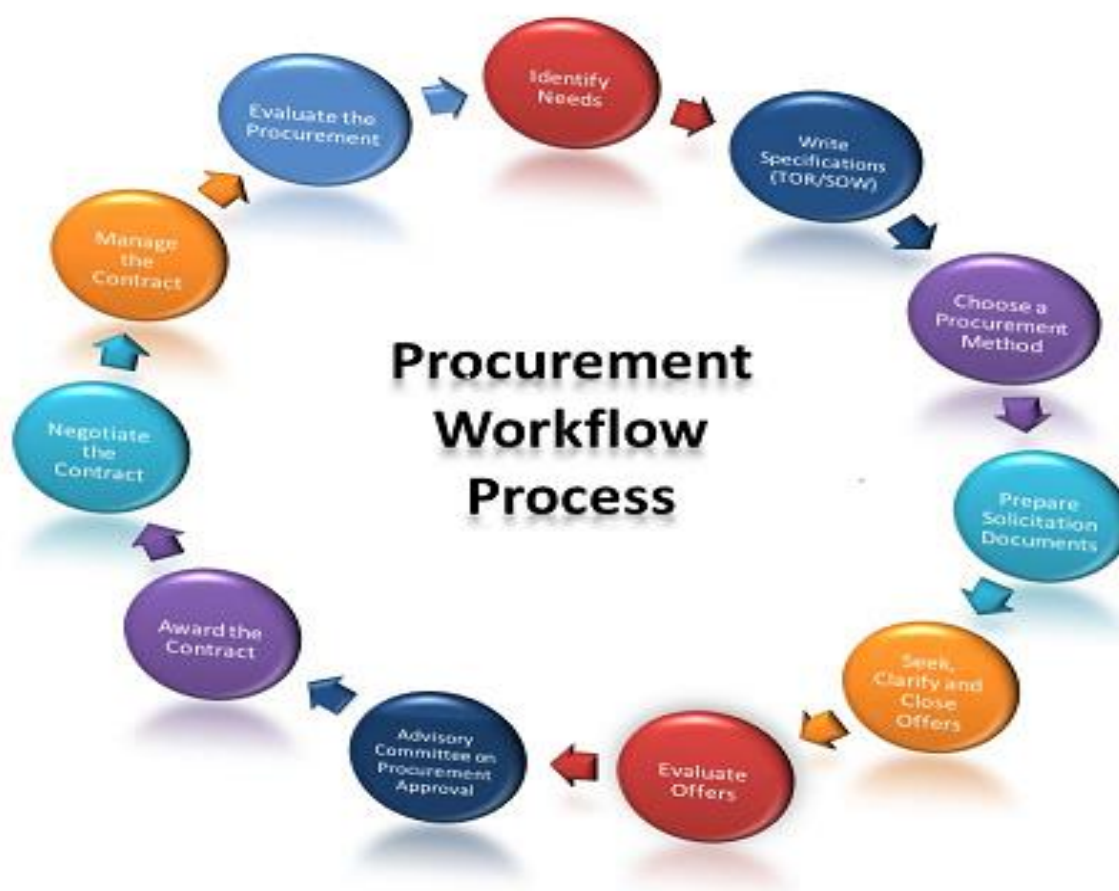 Procurement
Workflow
Process
Identify
Needs
Write
Specifications
(TOR/SOW)
Choose a
Procurement
Method
Prepare
Solicitation
Documents
Seek,
Clarify and
Close
Offers
Evaluate
Offers
Advisory
Committee on
Procurement
Approval
Award the
Contract
Negotiate
the
Contract
Manage
the
Contract
Evaluate the
Procurement